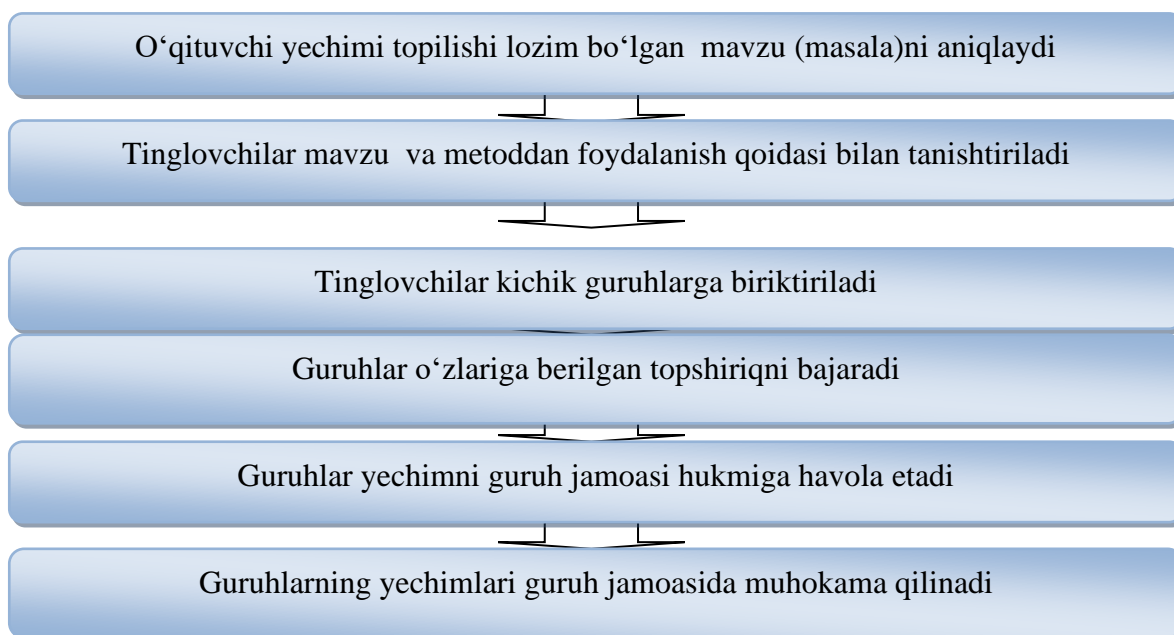 O‘qituvchi yechimi topilishi lozim bo‘lgan mavzu (masala)ni aniqlaydi
Tinglovchilar mavzu va metoddan foydalanish qoidasi bilan tanishtiriladi
Tinglovchilar kichik guruhlarga biriktiriladi
Guruhlar o‘zlariga berilgan topshiriqni bajaradi
Guruhlar yechimni guruh jamoasi hukmiga havola etadi
Guruhlarning yechimlari guruh jamoasida muhokama qilinadi